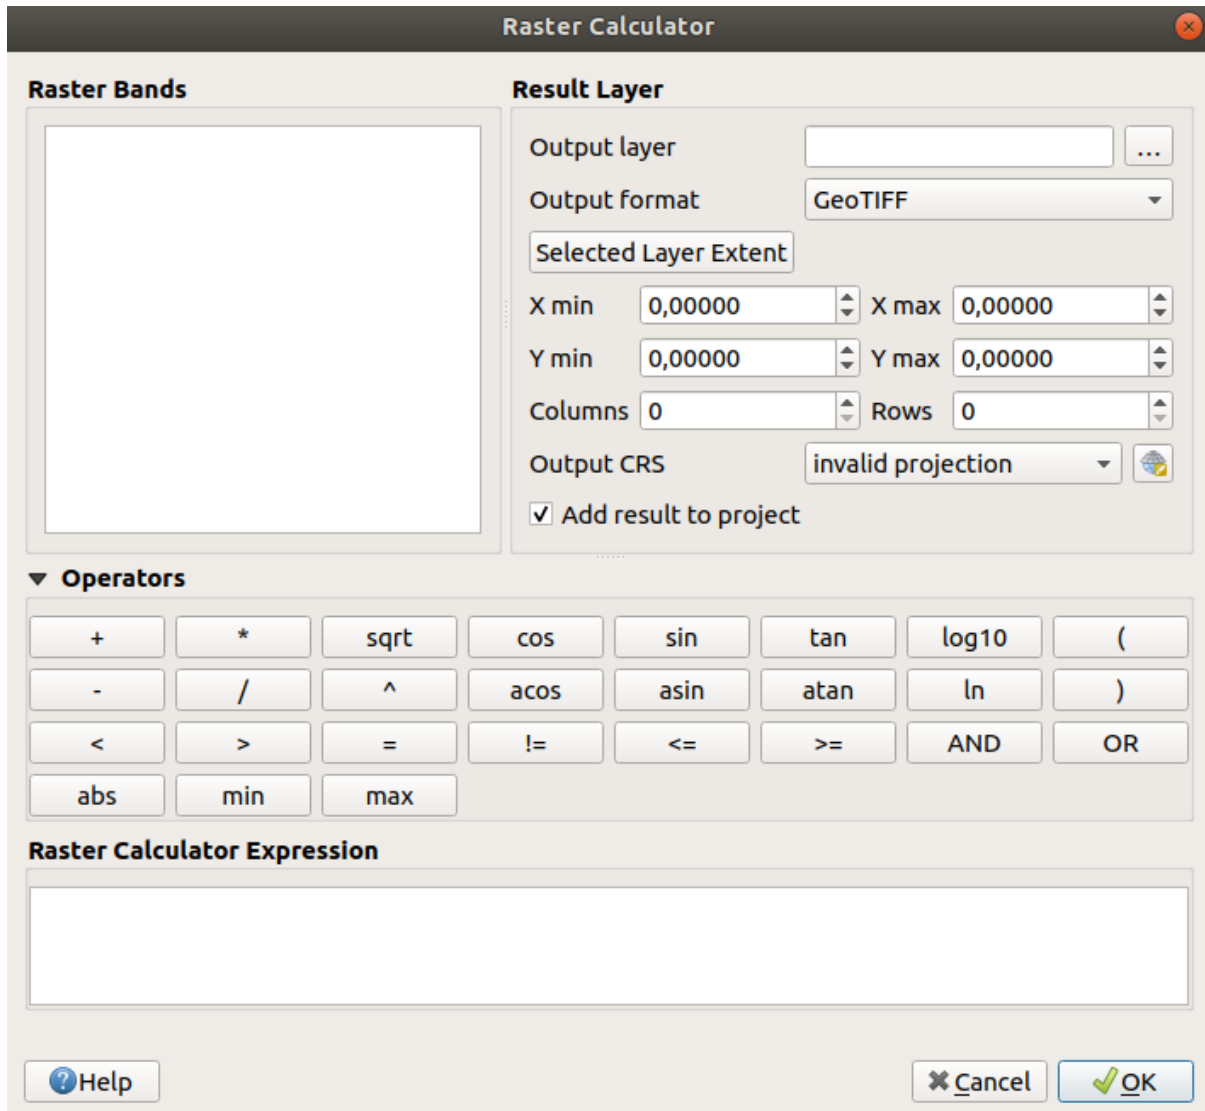 Raster Calculator
Raster Bands
Result Layer
Output layer
...
Output format GeoTIFF
Selected Layer Extent
X min 0,00000 X max 0,00000
Y min 0,00000 Y max 0,00000
Columns 0 Rows 0
Output CRS invalid projection
Add result to project
Operators
+ * sqrt cos sin tan log10 (
- / ^ acos asin atan ln )
< > = != <= >= AND OR
abs min max
Raster Calculator Expression
Help Cancel OK